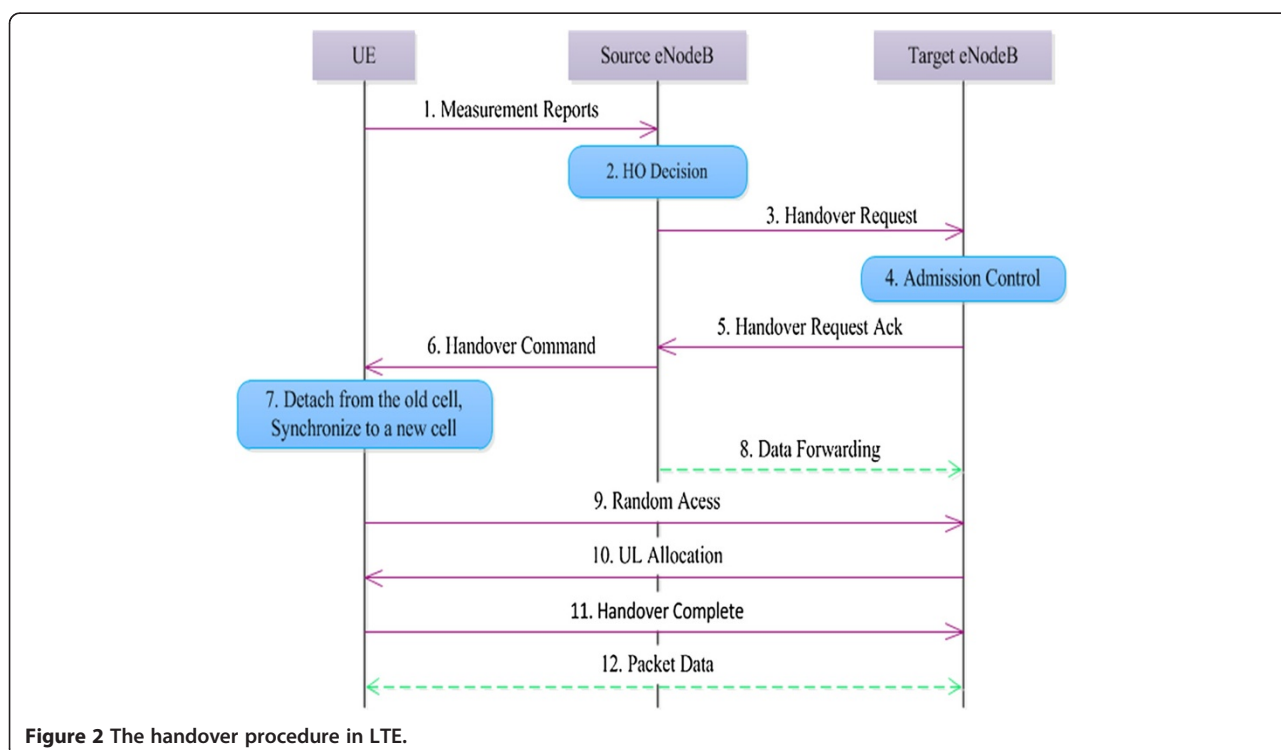 UE
Source eNodeB
Target eNodeB
1. Measurement Reports
2. HO Decision
3. Handover Request
4. Admission Control
5. Handover Request Ack
6. Handover Command
7. Detach from the old cell,
Synchronize to a new cell
8. Data Forwarding
9. Random Acess
10. UL Allocation
11. Handover Complete
12. Packet Data
Figure 2 The handover procedure in LTE.